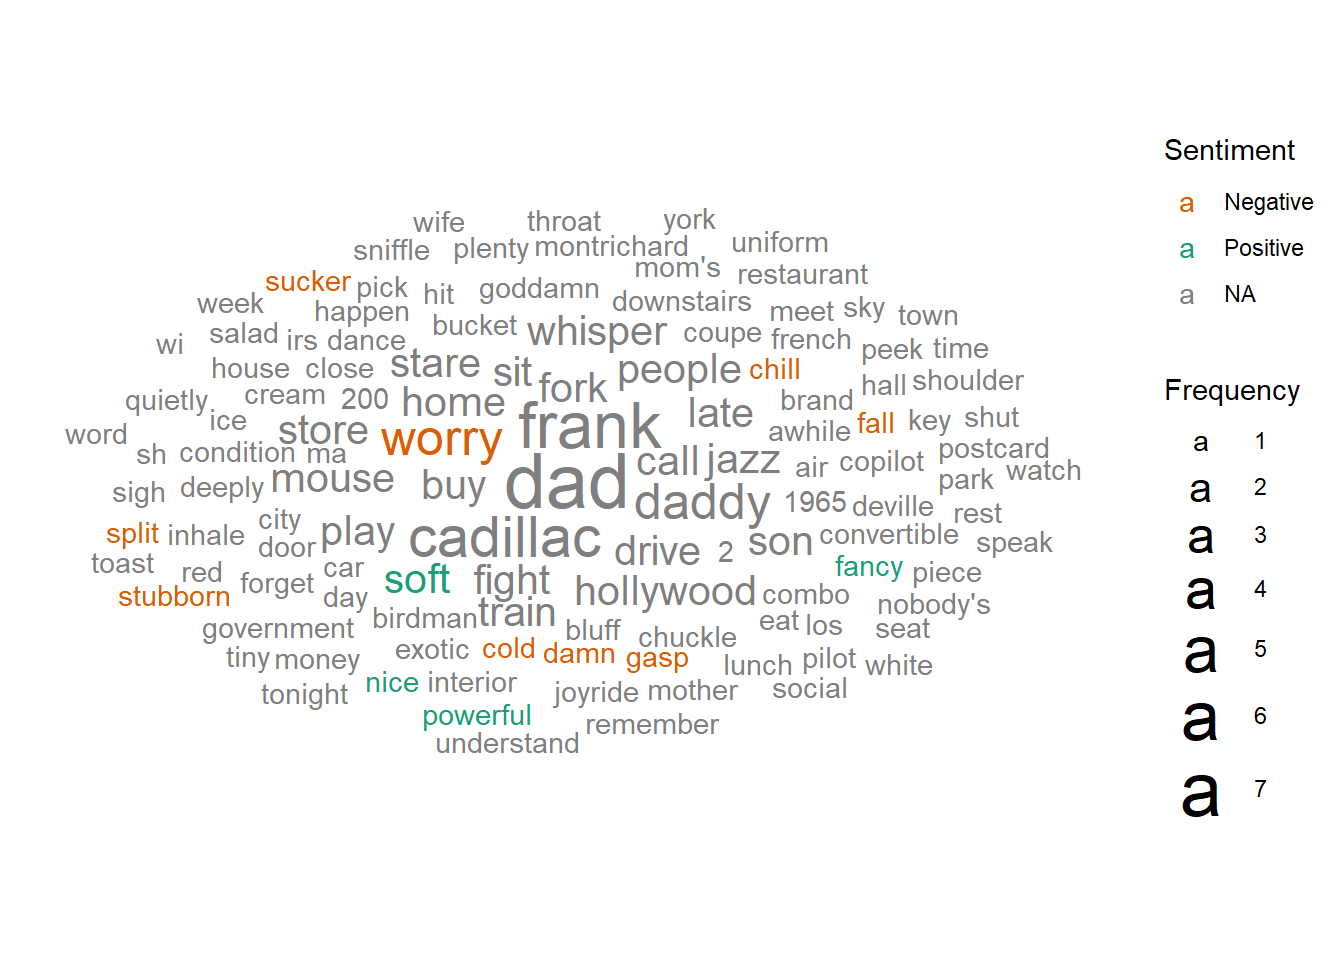 wife throat york
sniffle plenty montrichard uniform
sucker pick hit goddamn mom's restaurant
week happen bucket whisper downstairs meet sky town
wi salad irs dance stare sit people coupe french peek time
house close fork chill hall shoulder
quietly cream 200 home frank late brand fall key shut
word ice store worry awhile postcard
sh condition ma mouse buy dad call jazz air copilot park watch
sigh deeply daddy 1965 deville rest
split inhale city play cadillac drive 2 son convertible speak
toast door
red forget car soft fight hollywood fancy piece
stubborn day combo nobody's
government birdman train bluff chuckle eat los seat
tiny money exotic cold damn gasp lunch pilot white
tonight nice interior joyride mother social
powerful remember
understand
Sentiment
a Negative
a Positive
a NA
Frequency
a 1
a 2
a 3
a 4
a 5
a 6
a 7